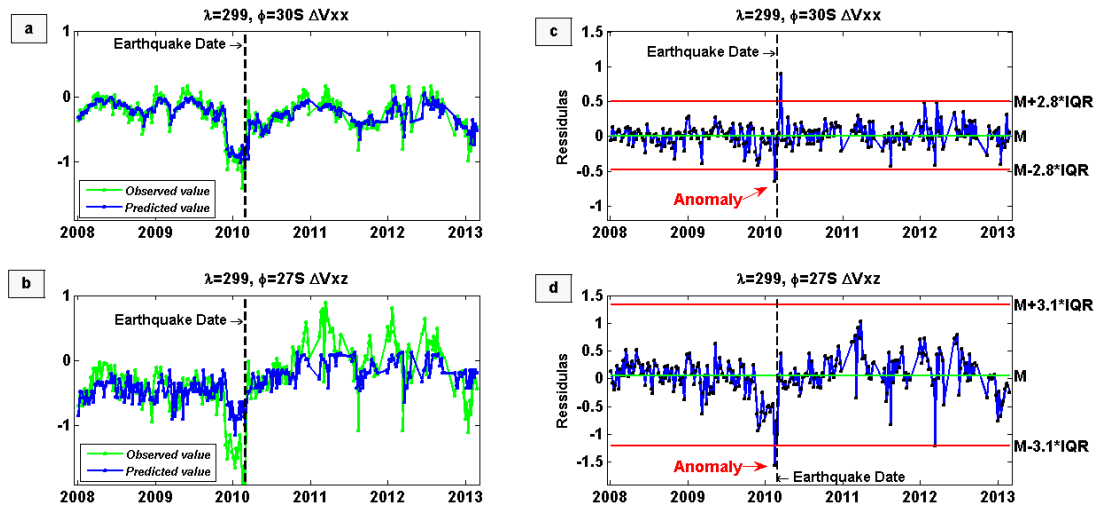 a
λ=299, ϕ=30S ΔVxx
1
0
-1
Earthquake Date
Observed value
Predicted value
2008 2009 2010 2011 2012 2013
c
λ=299, ϕ=30S ΔVxx
Ressidulas
1.5
1
0.5
0
-0.5
-1
Earthquake Date
M+2.8*IQR
M
M-2.8*IQR
Anomaly
2008 2009 2010 2011 2012 2013
b
λ=299, ϕ=27S ΔVxz
1
0
-1
Earthquake Date
Observed value
Predicted value
2008 2009 2010 2011 2012 2013
d
λ=299, ϕ=27S ΔVxz
Ressidulas
1.5
1
0.5
0
-0.5
-1
-1.5
M+3.1*IQR
M
M-3.1*IQR
Anomaly
Earthquake Date
2008 2009 2010 2011 2012 2013